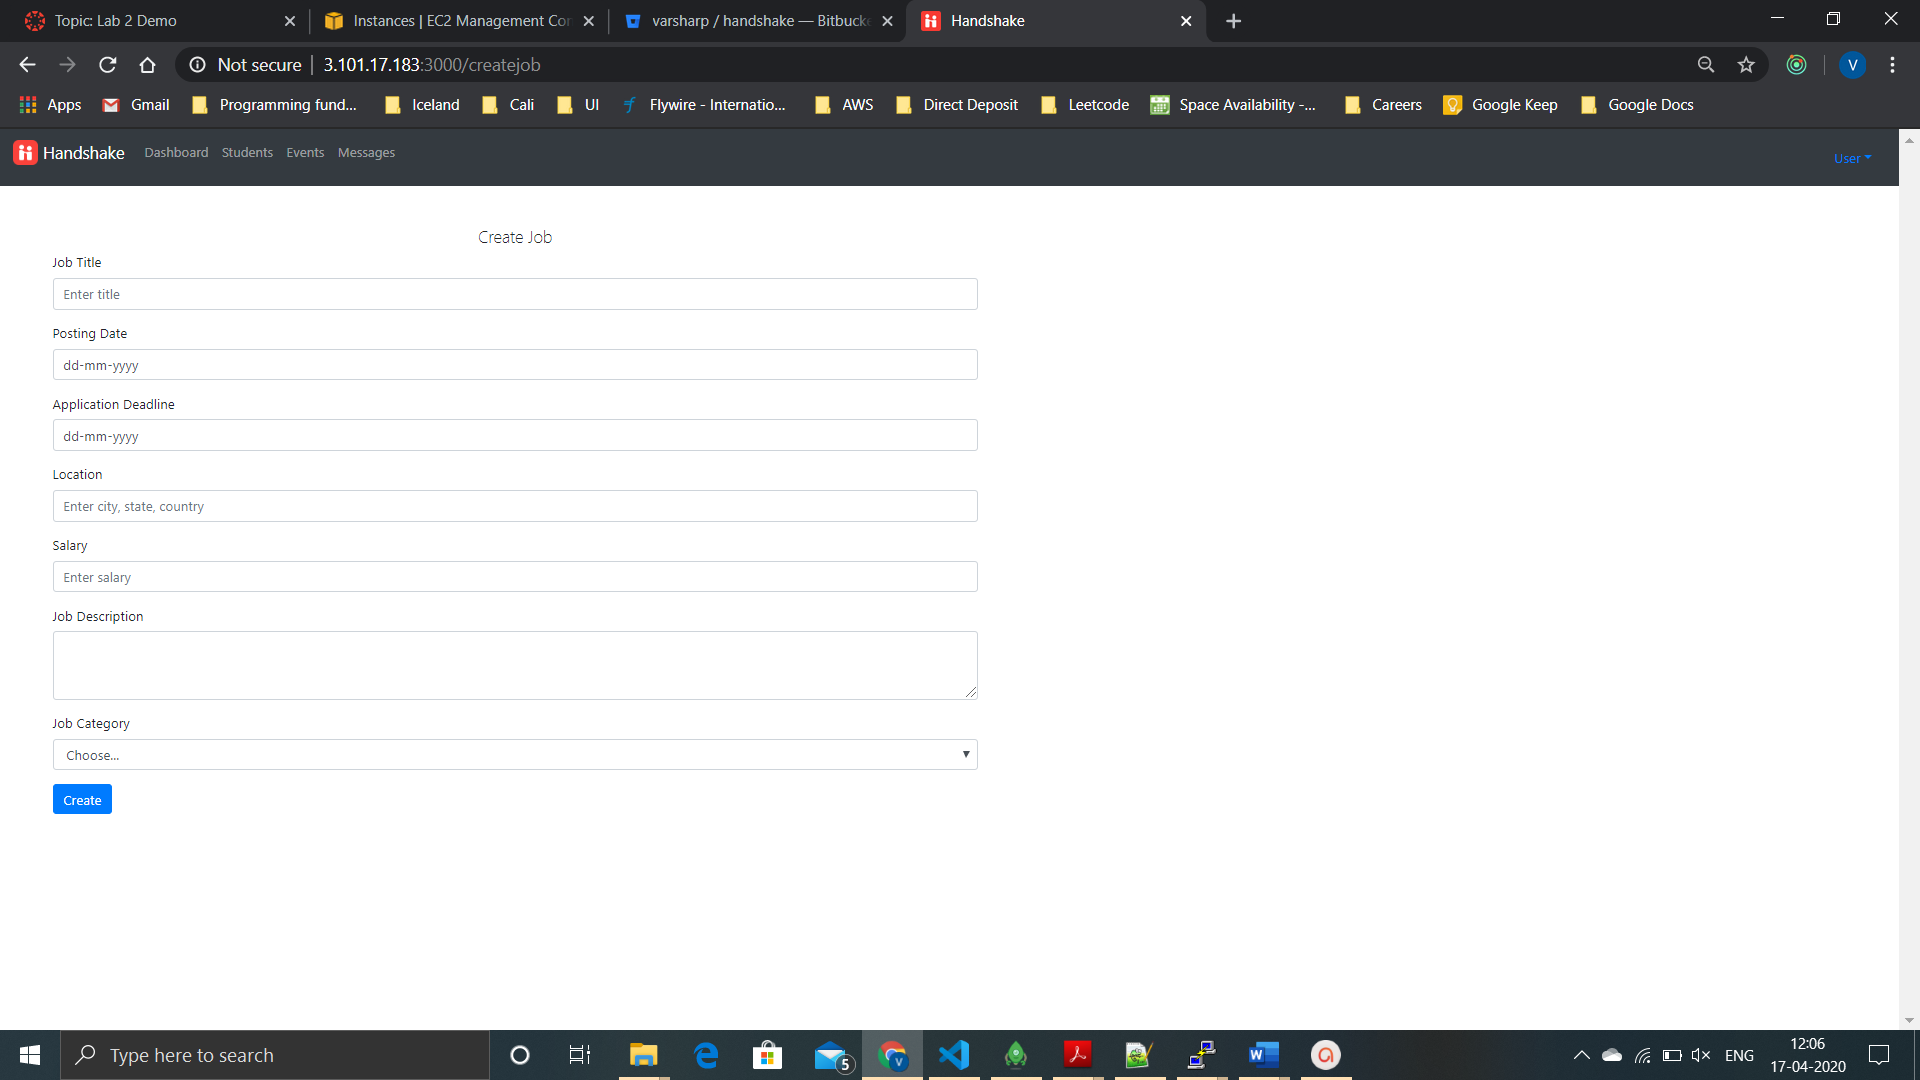 Topic: Lab 2 Demo
Instances | EC2 Management Con
varsharp / handshake — Bitbucke
Handshake
Not secure
3.101.17.183:3000/createjob
V
Apps
Gmail
Programming fund...
Iceland
Cali
UI
Flywire - Internatio...
AWS
Direct Deposit
Leetcode
Space Availability -...
Careers
Google Keep
Google Docs
Handshake
Dashboard
Students
Events
Messages
User
Create Job
Job Title
Enter title
Posting Date
dd-mm-yyyy
Application Deadline
dd-mm-yyyy
Location
Enter city, state, country
Salary
Enter salary
Job Description
Job Category
Choose...
Create
Type here to search
5
V
ENG
12:06
17-04-2020